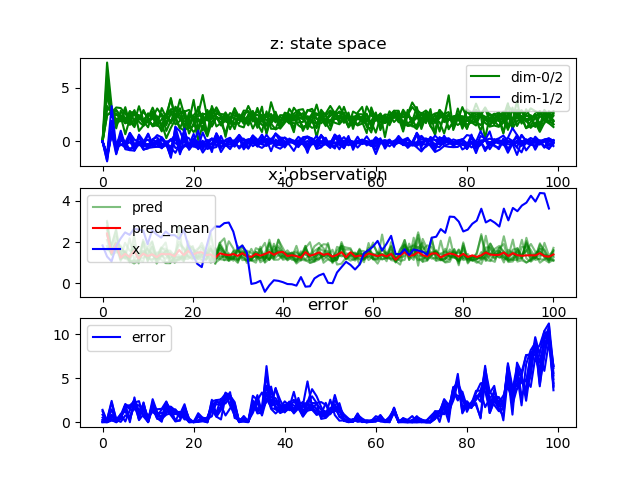 z: state space
5
0
dim-0/2
dim-1/2
0 20 40 60 80 100
x: observation
4
2
0
pred
pred_mean
x
0 20 40 60 80 100
error
10
5
0
error
0 20 40 60 80 100